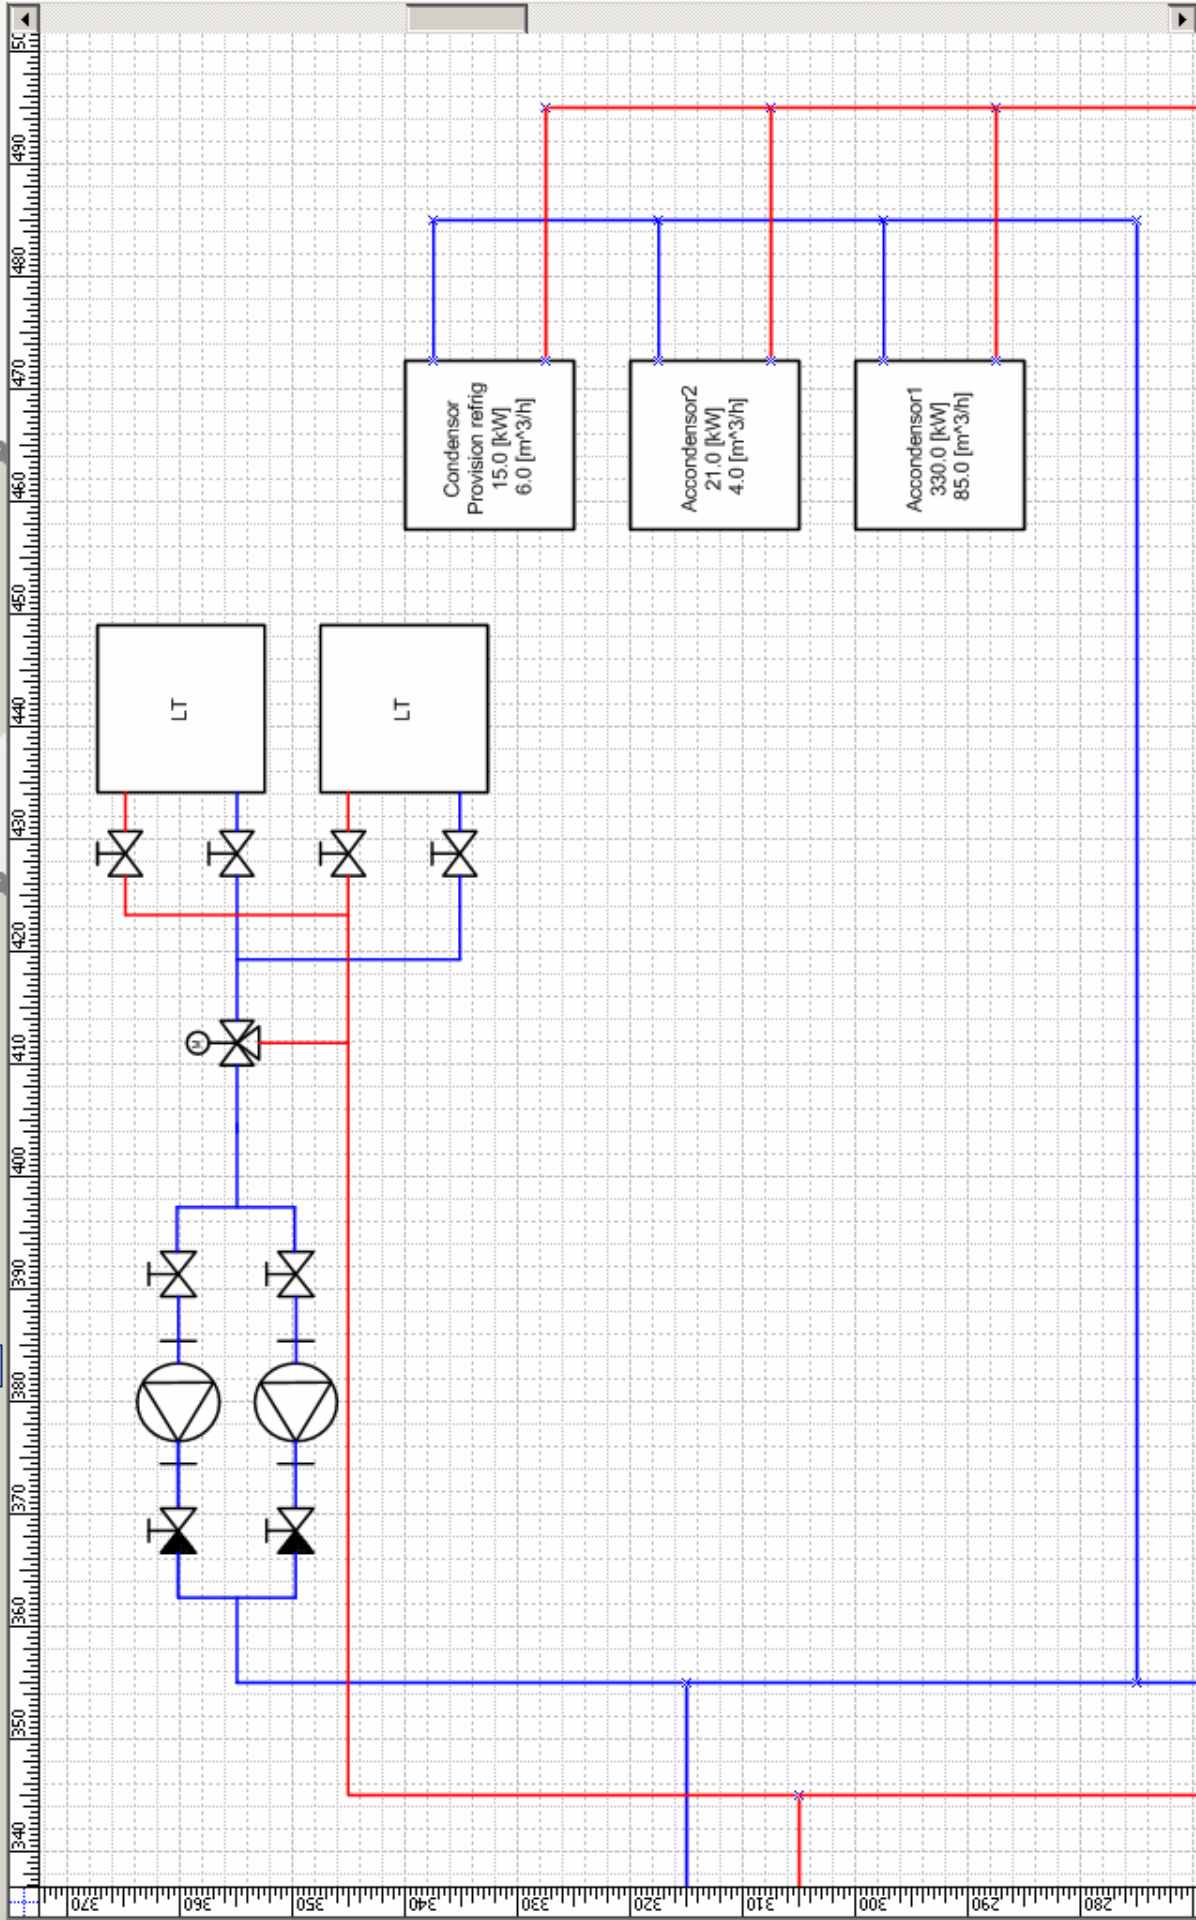 LT
LT
M
Condensor
Provision refrig
15.0 [kW]
6.0 [m^3/h]
Accondensor2
21.0 [kW]
4.0 [m^3/h]
Accondensor1
330.0 [kW]
85.0 [m^3/h]
340
350
360
370
380
390
400
410
420
430
440
450
460
470
480
490
50
370
360
350
340
330
320
310
300
290
280